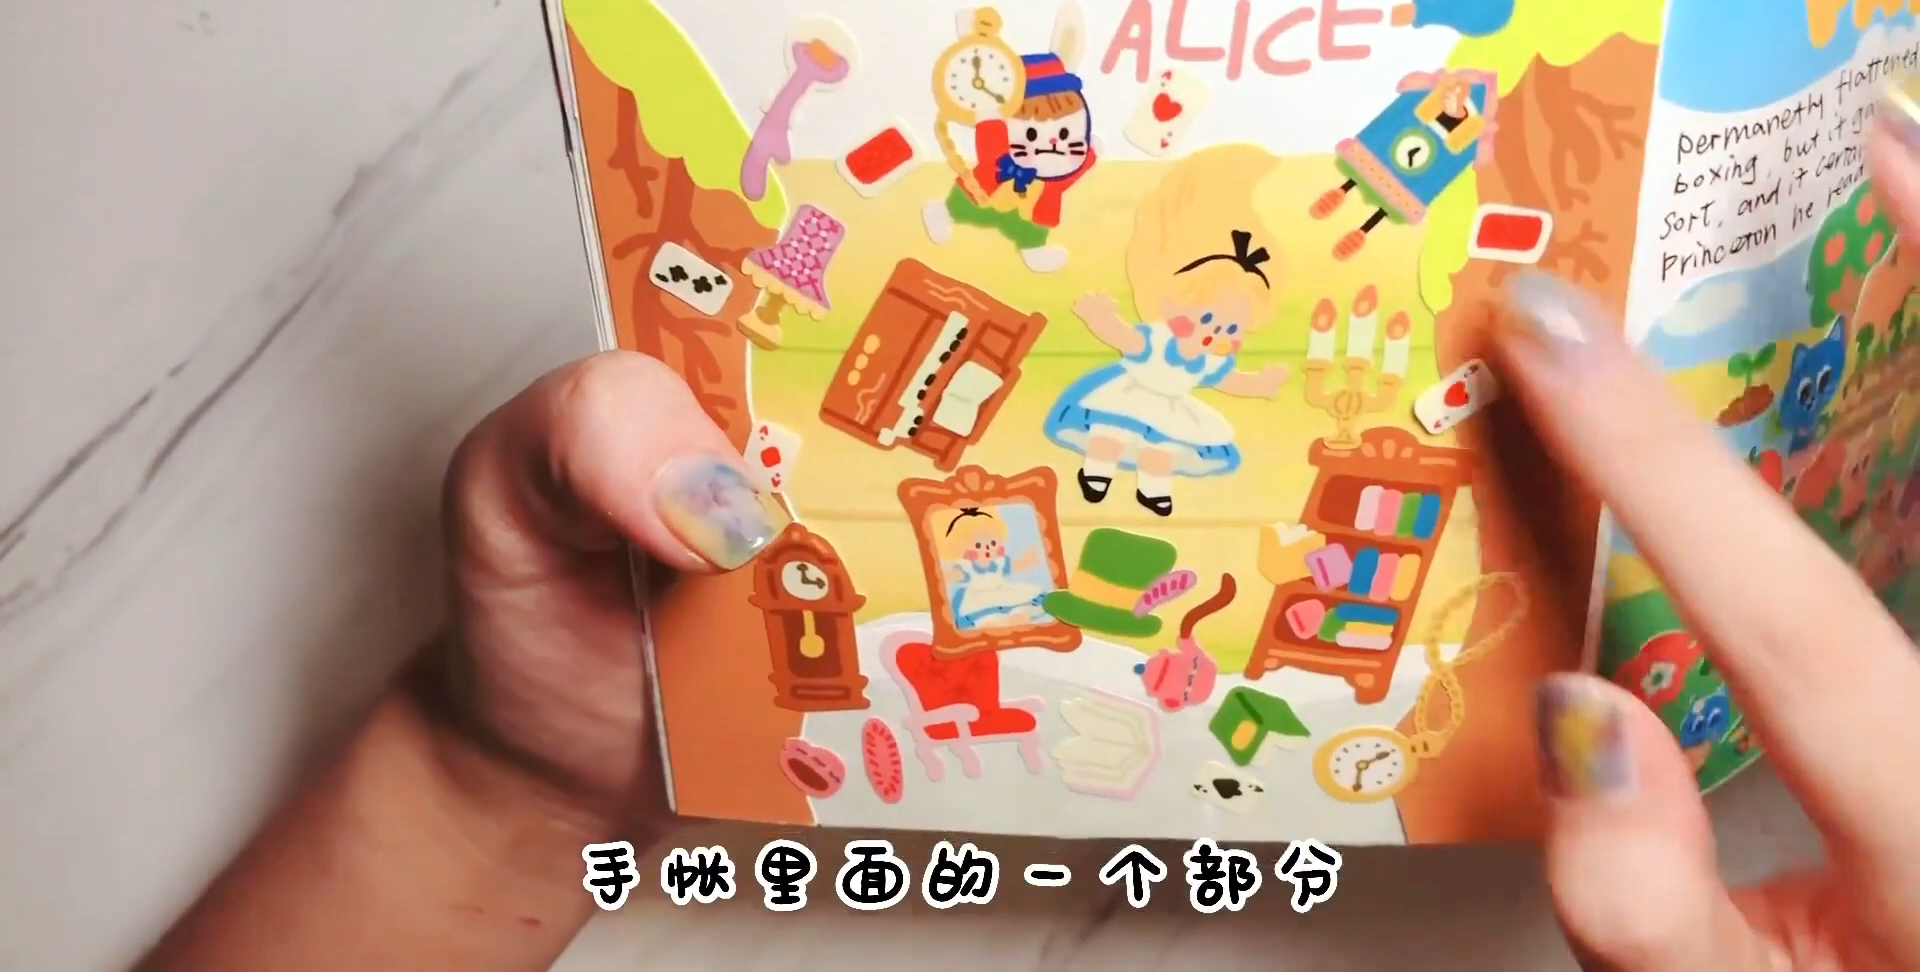 ALICE
permanetly flattened
boxing, but it
sort, and it
Princeton he read
手帐里面的一个部分